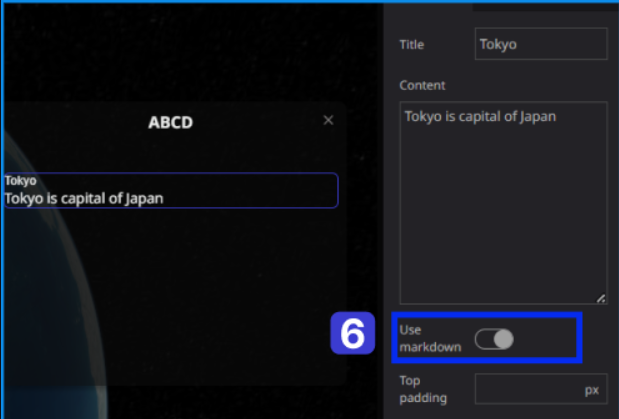 ABCD
×
Tokyo
Tokyo is capital of Japan
Title
Tokyo
Content
Tokyo is capital of Japan
6
Use
markdown
Top
padding
px